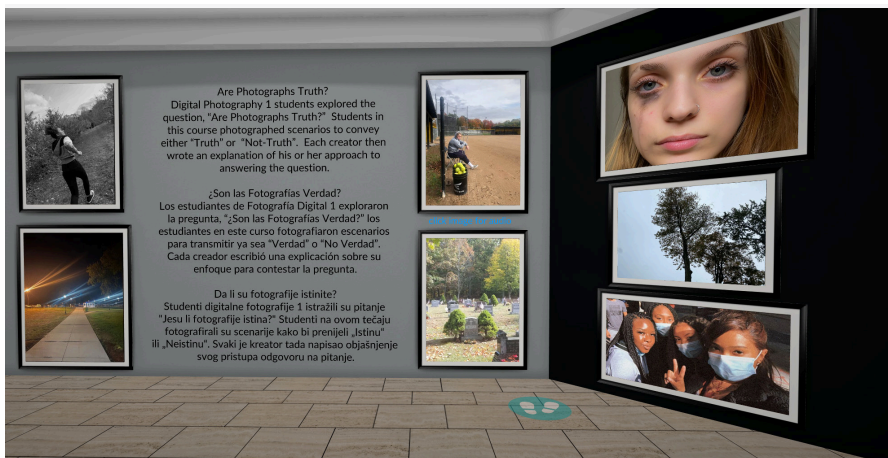 Are Photographs Truth?
Digital Photography 1 students explored the
question, "Are Photographs Truth?" Students in
this course photographed scenarios to convey
either "Truth" or "Not-Truth". Each creator then
wrote an explanation of his or her approach to
answering the question.
¿Son las Fotografías Verdad?
Los estudiantes de Fotografía Digital 1 exploraron
la pregunta, "¿Son las Fotografías Verdad?" los
estudiantes en este curso fotografiaron escenarios
para transmitir ya sea "Verdad" o "No Verdad".
Cada creador escribió una explicación sobre su
enfoque para contestar la pregunta.
Da li su fotografije istinite?
Studenti digitalne fotografije 1 istražili su pitanje
"Jesu li fotografije istina?" Studenti na ovom tečaju
fotografirali su scenarije kako bi prenijeli „Istinu"
ili „Neistinu". Svaki je kreator tada napisao objašnjenje
svog pristupa odgovoru na pitanje.